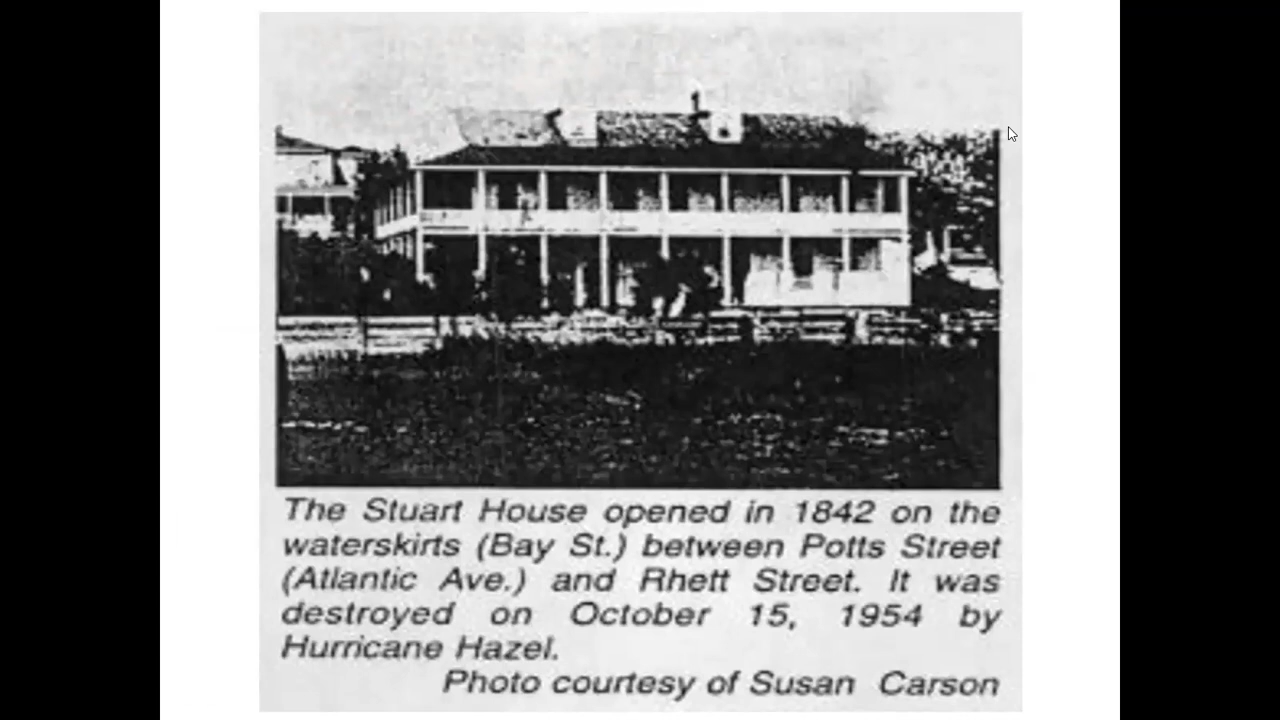 The Stuart House opened in 1842 on the
waterskirts (Bay St.) between Potts Street
(Atlantic Ave.) and Rhett Street. It was
destroyed on October 15, 1954 by
Hurricane Hazel.
Photo courtesy of Susan Carson